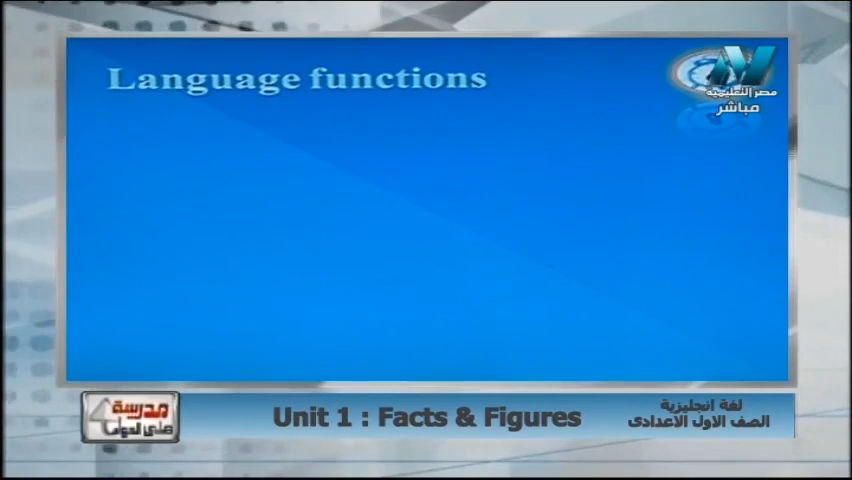 Language functions
مصر التعليمية
مباشر
مدرسة
على الهواء
Unit 1 : Facts & Figures
لغة انجليزية
الصف الاول الاعدادى